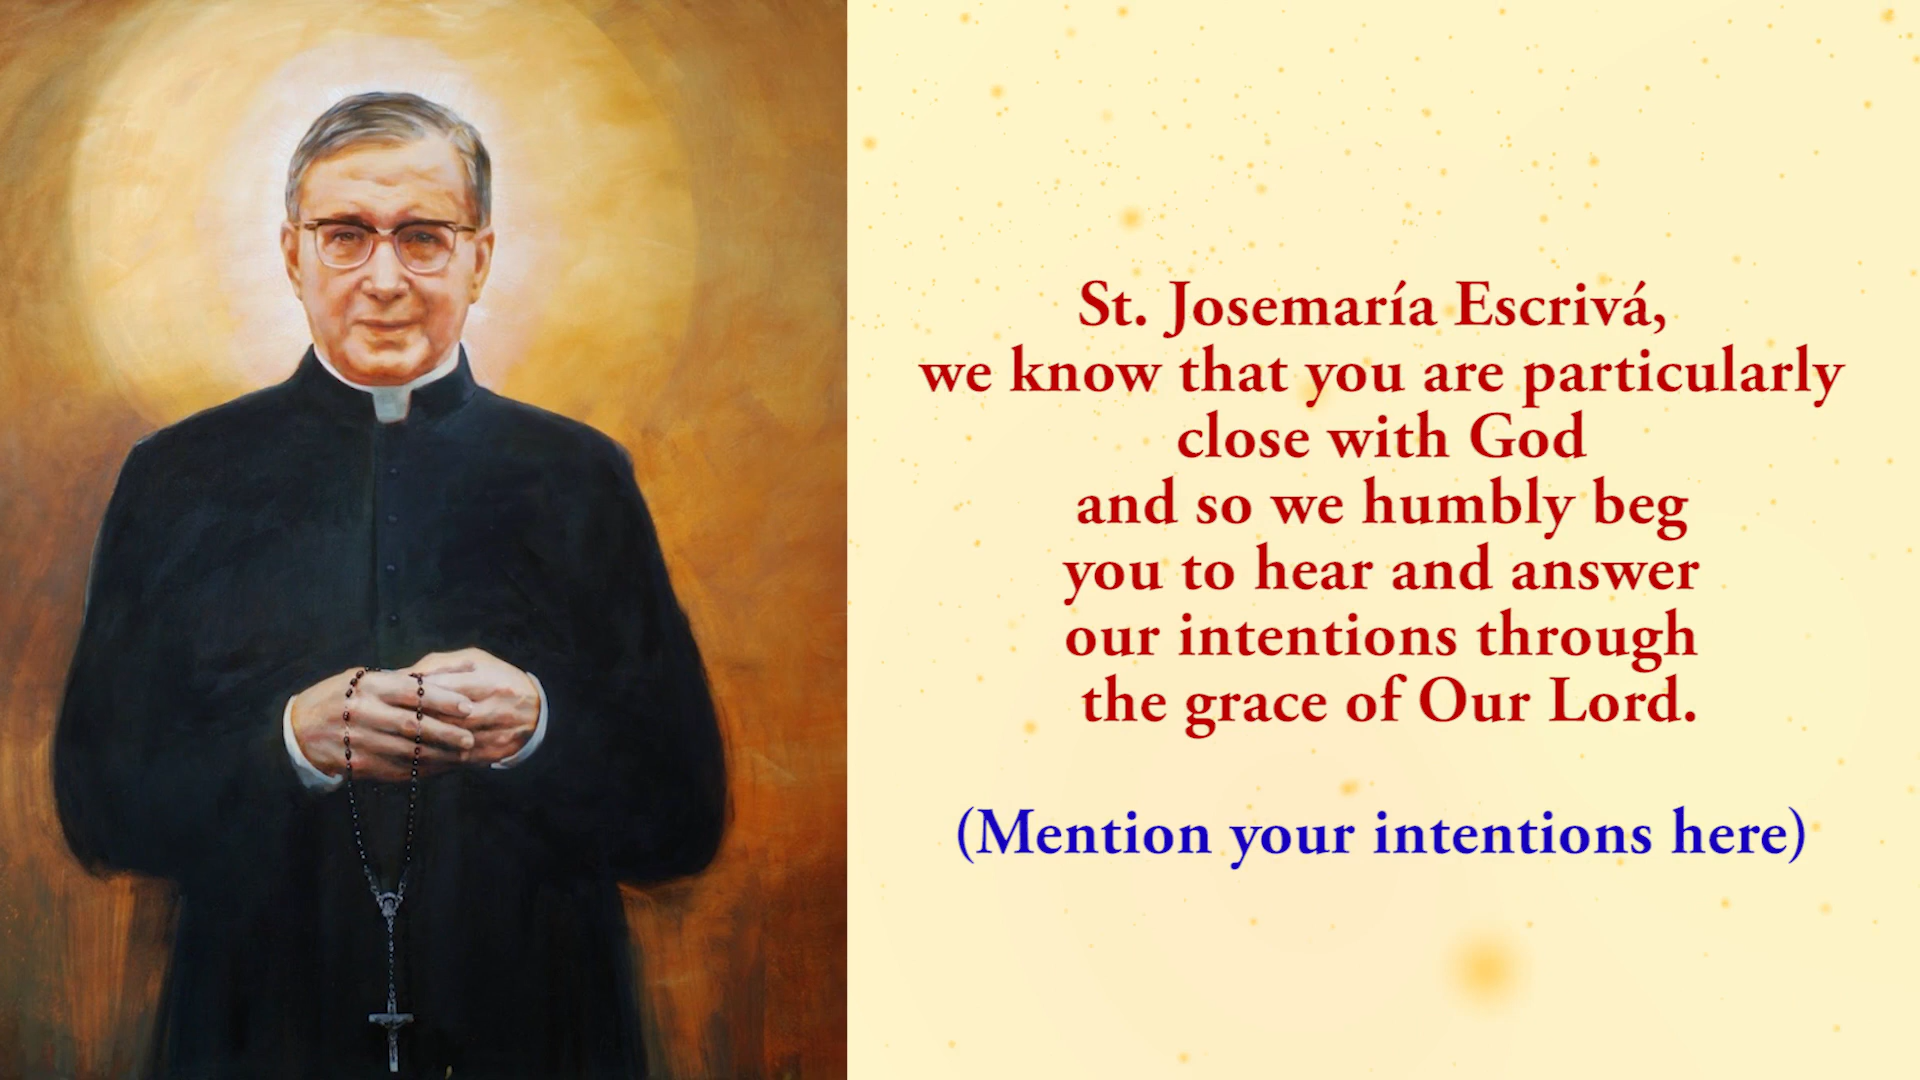 St. Josemaría Escrivá,
we know that you are particularly
close with God
and so we humbly beg
you to hear and answer
our intentions through
the grace of Our Lord.
(Mention your intentions here)